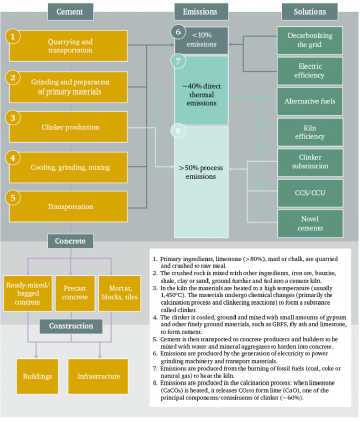 Cement
Emissions
Solutions
1
Quarrying and
transportation
2
Grinding and preparation
of primary materials
3
Clinker production
4
Cooling, grinding, mixing
5
Transportation
6
<10%
emissions
7
~40% direct
thermal
emissions
8
>50% process
emissions
Decarbonizing
the grid
Electric
efficiency
Alternative fuels
Kiln
efficiency
Clinker
substitution
CCS/CCU
Novel
cements
Concrete
Ready-mixed/
bagged
concrete
Precast
concrete
Mortar,
blocks, tiles
Construction
Buildings
Infrastructure
1. Primary ingredients, limestone (>80%), mad or chalk, are quarried
and crushed to raw meal.
2. The crushed rock is mixed with other ingredients, iron ore, bauxite,
shale, clay or sand, ground further and fed into a cement kiln.
3. In the kiln the materials are heated to a high temperature (usually
1,450°C). The materials undergo chemical changes (primarily the
calcination process and clinkering reactions) to form a substance
called clinker.
4. The clinker is cooled, ground and mixed with small amounts of gypsum
and other finely ground materials, such as GBFS, fly ash and limestone,
to form cement.
5. Cement is then transported to concrete producers and builders to be
mixed with water and mineral aggregates to harden into concrete.
6. Emissions are produced by the generation of electricity to power
grinding machinery and transport materials.
7. Emissions are produced from the burning of fossil fuels (coal, coke or
natural gas) to hear the kiln.
8. Emissions are produced in the calcination process: when limestone
(CaCO₃) is heated, it releases CO₂to form lime (CaO), one of the
principal components/constituents of clinker (~60%).